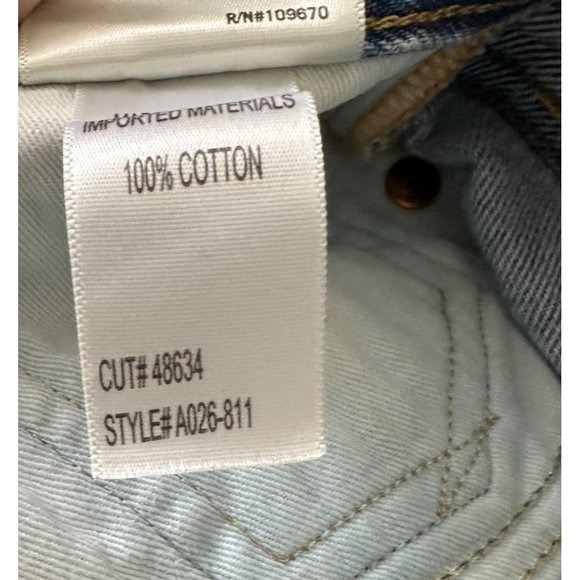 R/N#109670
IMPORTED MATERIALS
100% COTTON
CUT# 48634
STYLE# A026-811